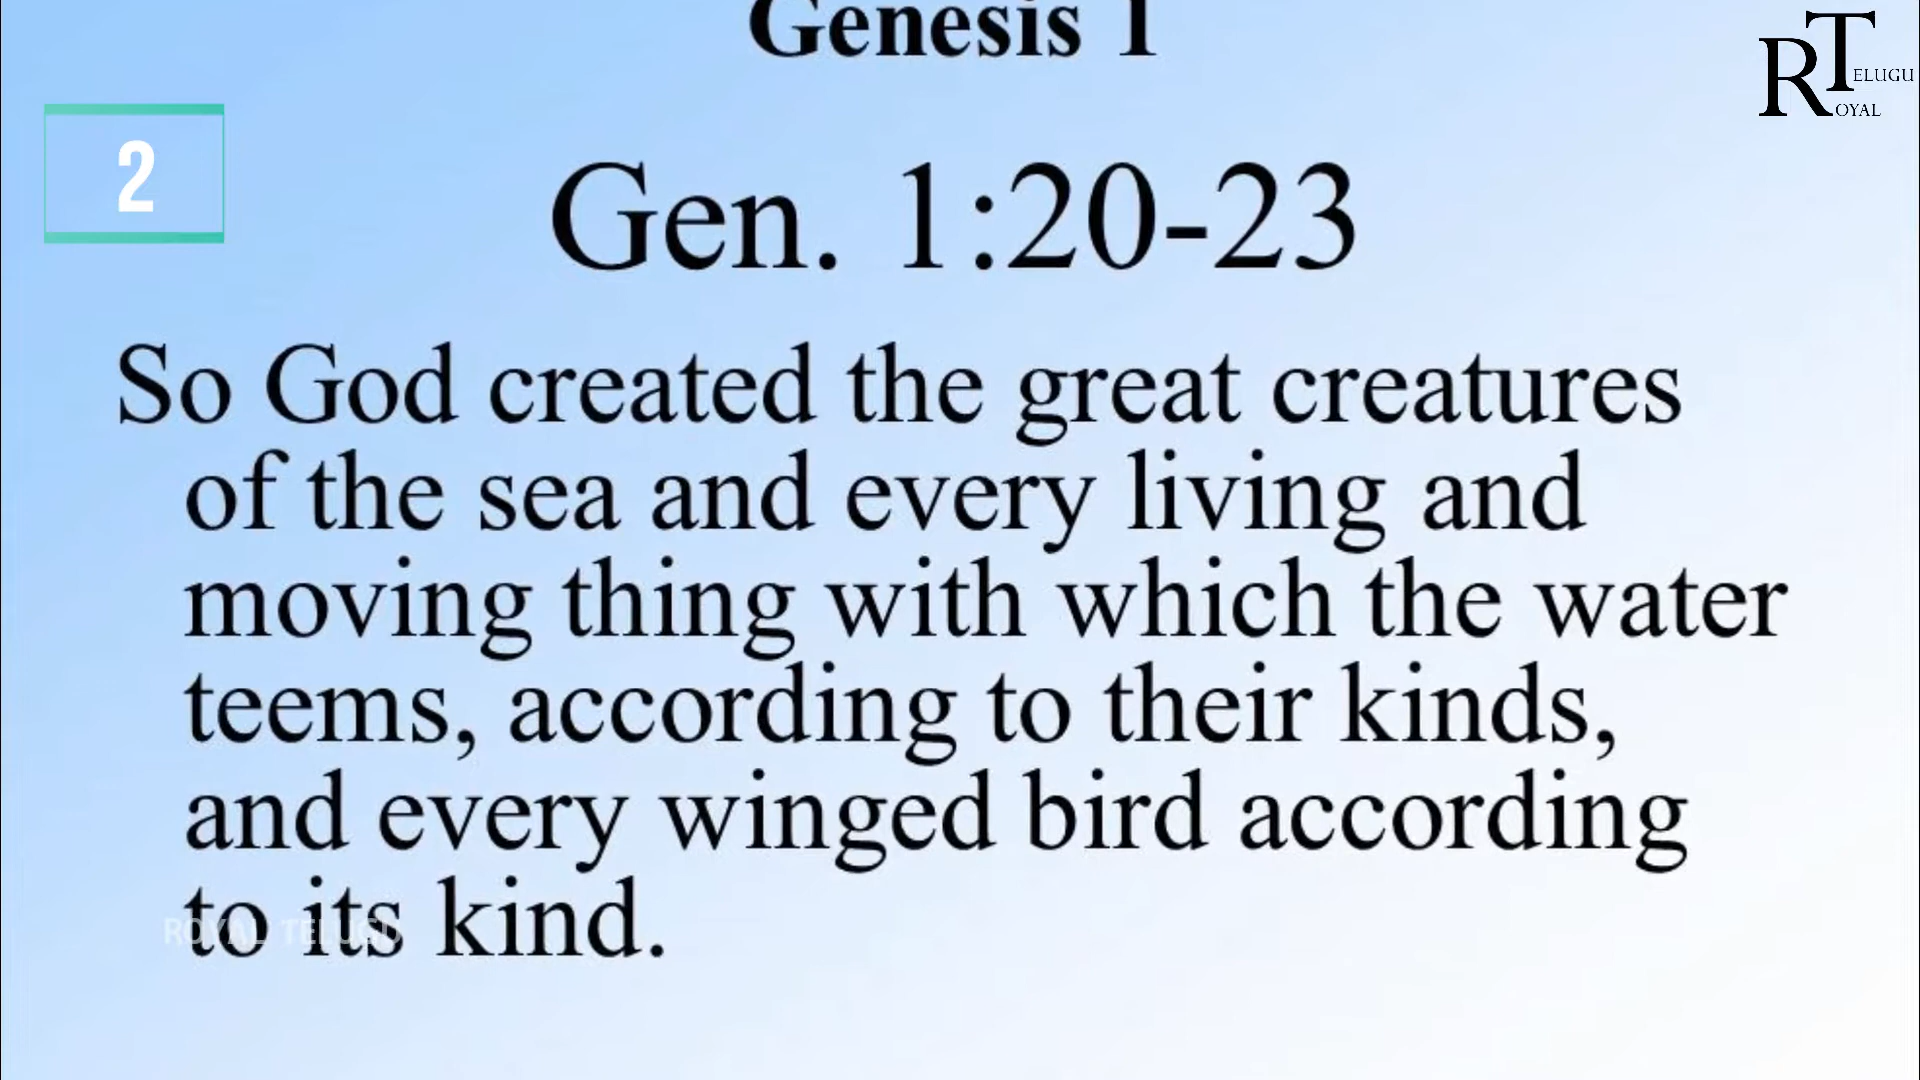 Genesis 1
RT
ELUGU
OYAL
2
Gen. 1:20-23
So God created the great creatures
of the sea and every living and
moving thing with which the water
teems, according to their kinds,
and every winged bird according
to its kind.
ROYAL TELUGU